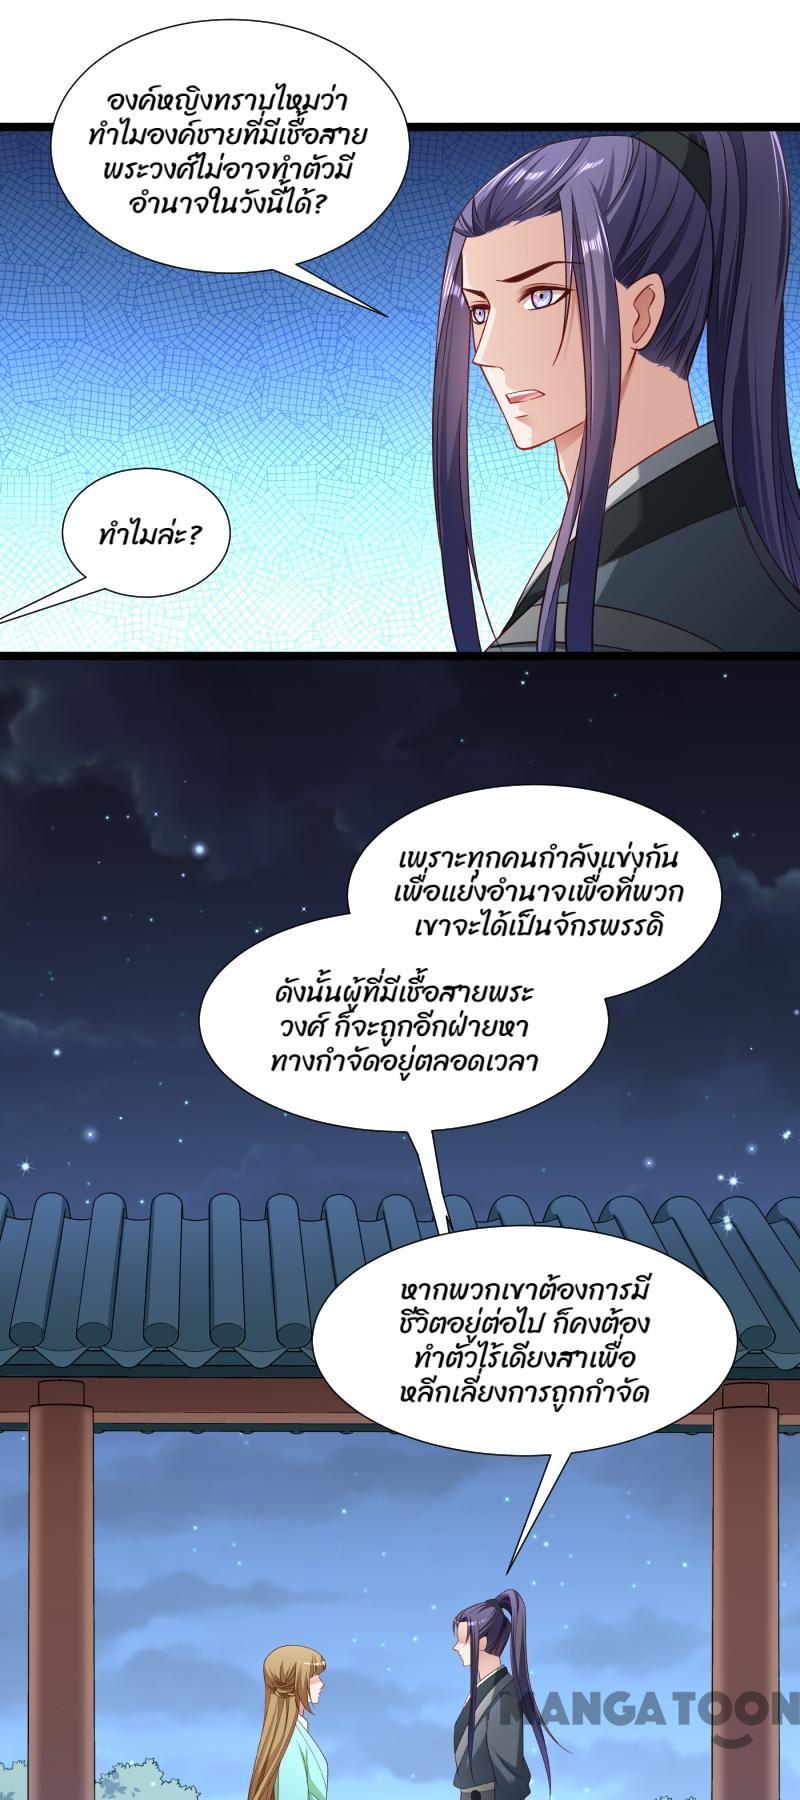 องค์หญิงทราบไหมว่า
ทำไมองค์ชายที่มีเชื้อสาย
พระวงศ์ไม่อาจทำตัวมี
อำนาจในวังนี้ได้?
ทำไมล่ะ?
เพราะทุกคนกำลังแข่งกัน
เพื่อแย่งอำนาจเพื่อที่พวก
เขาจะได้เป็นจักรพรรดิ
ดังนั้นผู้ที่มีเชื้อสายพระ
วงศ์ ก็จะถูกอีกฝ่ายหา
ทางกำจัดอยู่ตลอดเวลา
หากพวกเขาต้องการมี
ชีวิตอยู่ต่อไป ก็คงต้อง
ทำตัวไร้เดียงสาเพื่อ
หลีกเลี่ยงการถูกกำจัด
MANGATOON